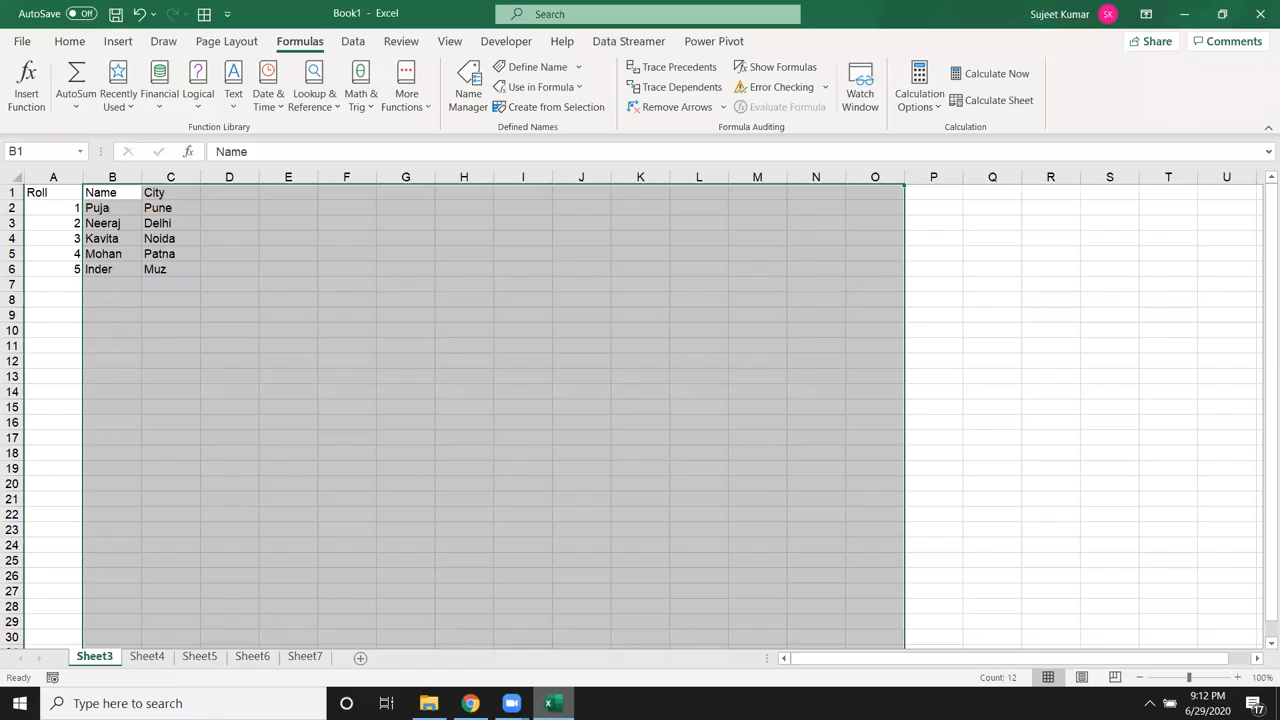 AutoSave Off Book1 - Excel Search Sujeet Kumar SK
File Home Insert Draw Page Layout Formulas Data Review View Developer Help Data Streamer Power Pivot Share Comments
Insert Function AutoSum Recently Used Financial Logical Text Date & Time Lookup & Reference Math & Trig More Functions
Function Library
Name Manager Define Name Use in Formula Create from Selection
Defined Names
Trace Precedents Trace Dependents Remove Arrows Show Formulas Error Checking Evaluate Formula Watch Window
Formula Auditing
Calculation Options Calculate Now Calculate Sheet
Calculation
B1 fx Name
A B C D E F G H I J K L M N O P Q R S T U
1 Roll Name City
2 1 Puja Pune
3 2 Neeraj Delhi
4 3 Kavita Noida
5 4 Mohan Patna
6 5 Inder Muz
7
8
9
10
11
12
13
14
15
16
17
18
19
20
21
22
23
24
25
26
27
28
29
30
Sheet3 Sheet4 Sheet5 Sheet6 Sheet7
Ready Count: 12 100%
Type here to search 9:12 PM
6/29/2020